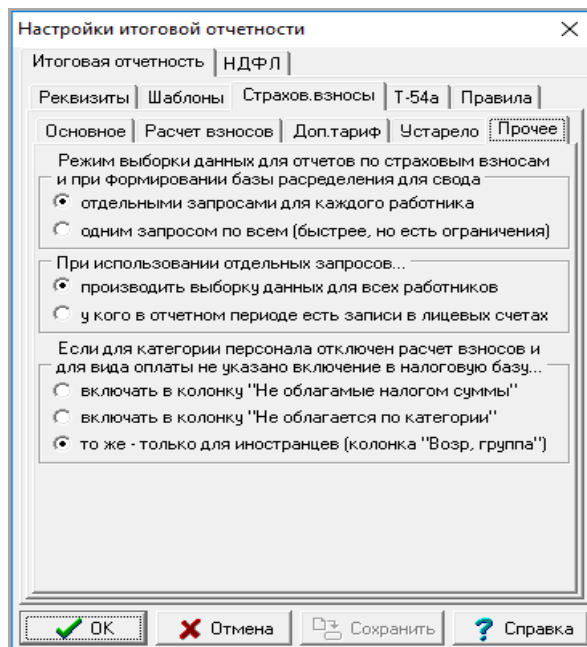 Настройки итоговой отчетности
Итоговая отчетность НДФЛ
Реквизиты Шаблоны Страхов.взносы Т-54а Правила
Основное Расчет взносов Доп.тариф Устарело Прочее
Режим выборки данных для отчетов по страховым взносам
и при формировании базы расределения для свода
отдельными запросами для каждого работника
одним запросом по всем (быстрее, но есть ограничения)
При использовании отдельных запросов...
производить выборку данных для всех работников
у кого в отчетном периоде есть записи в лицевых счетах
Если для категории персонала отключен расчет взносов и
для вида оплаты не указано включение в налоговую базу...
включать в колонку "Не облагамые налогом суммы"
включать в колонку "Не облагается по категории"
то же - только для иностранцев (колонка "Возр, группа")
OK Отмена Сохранить Справка